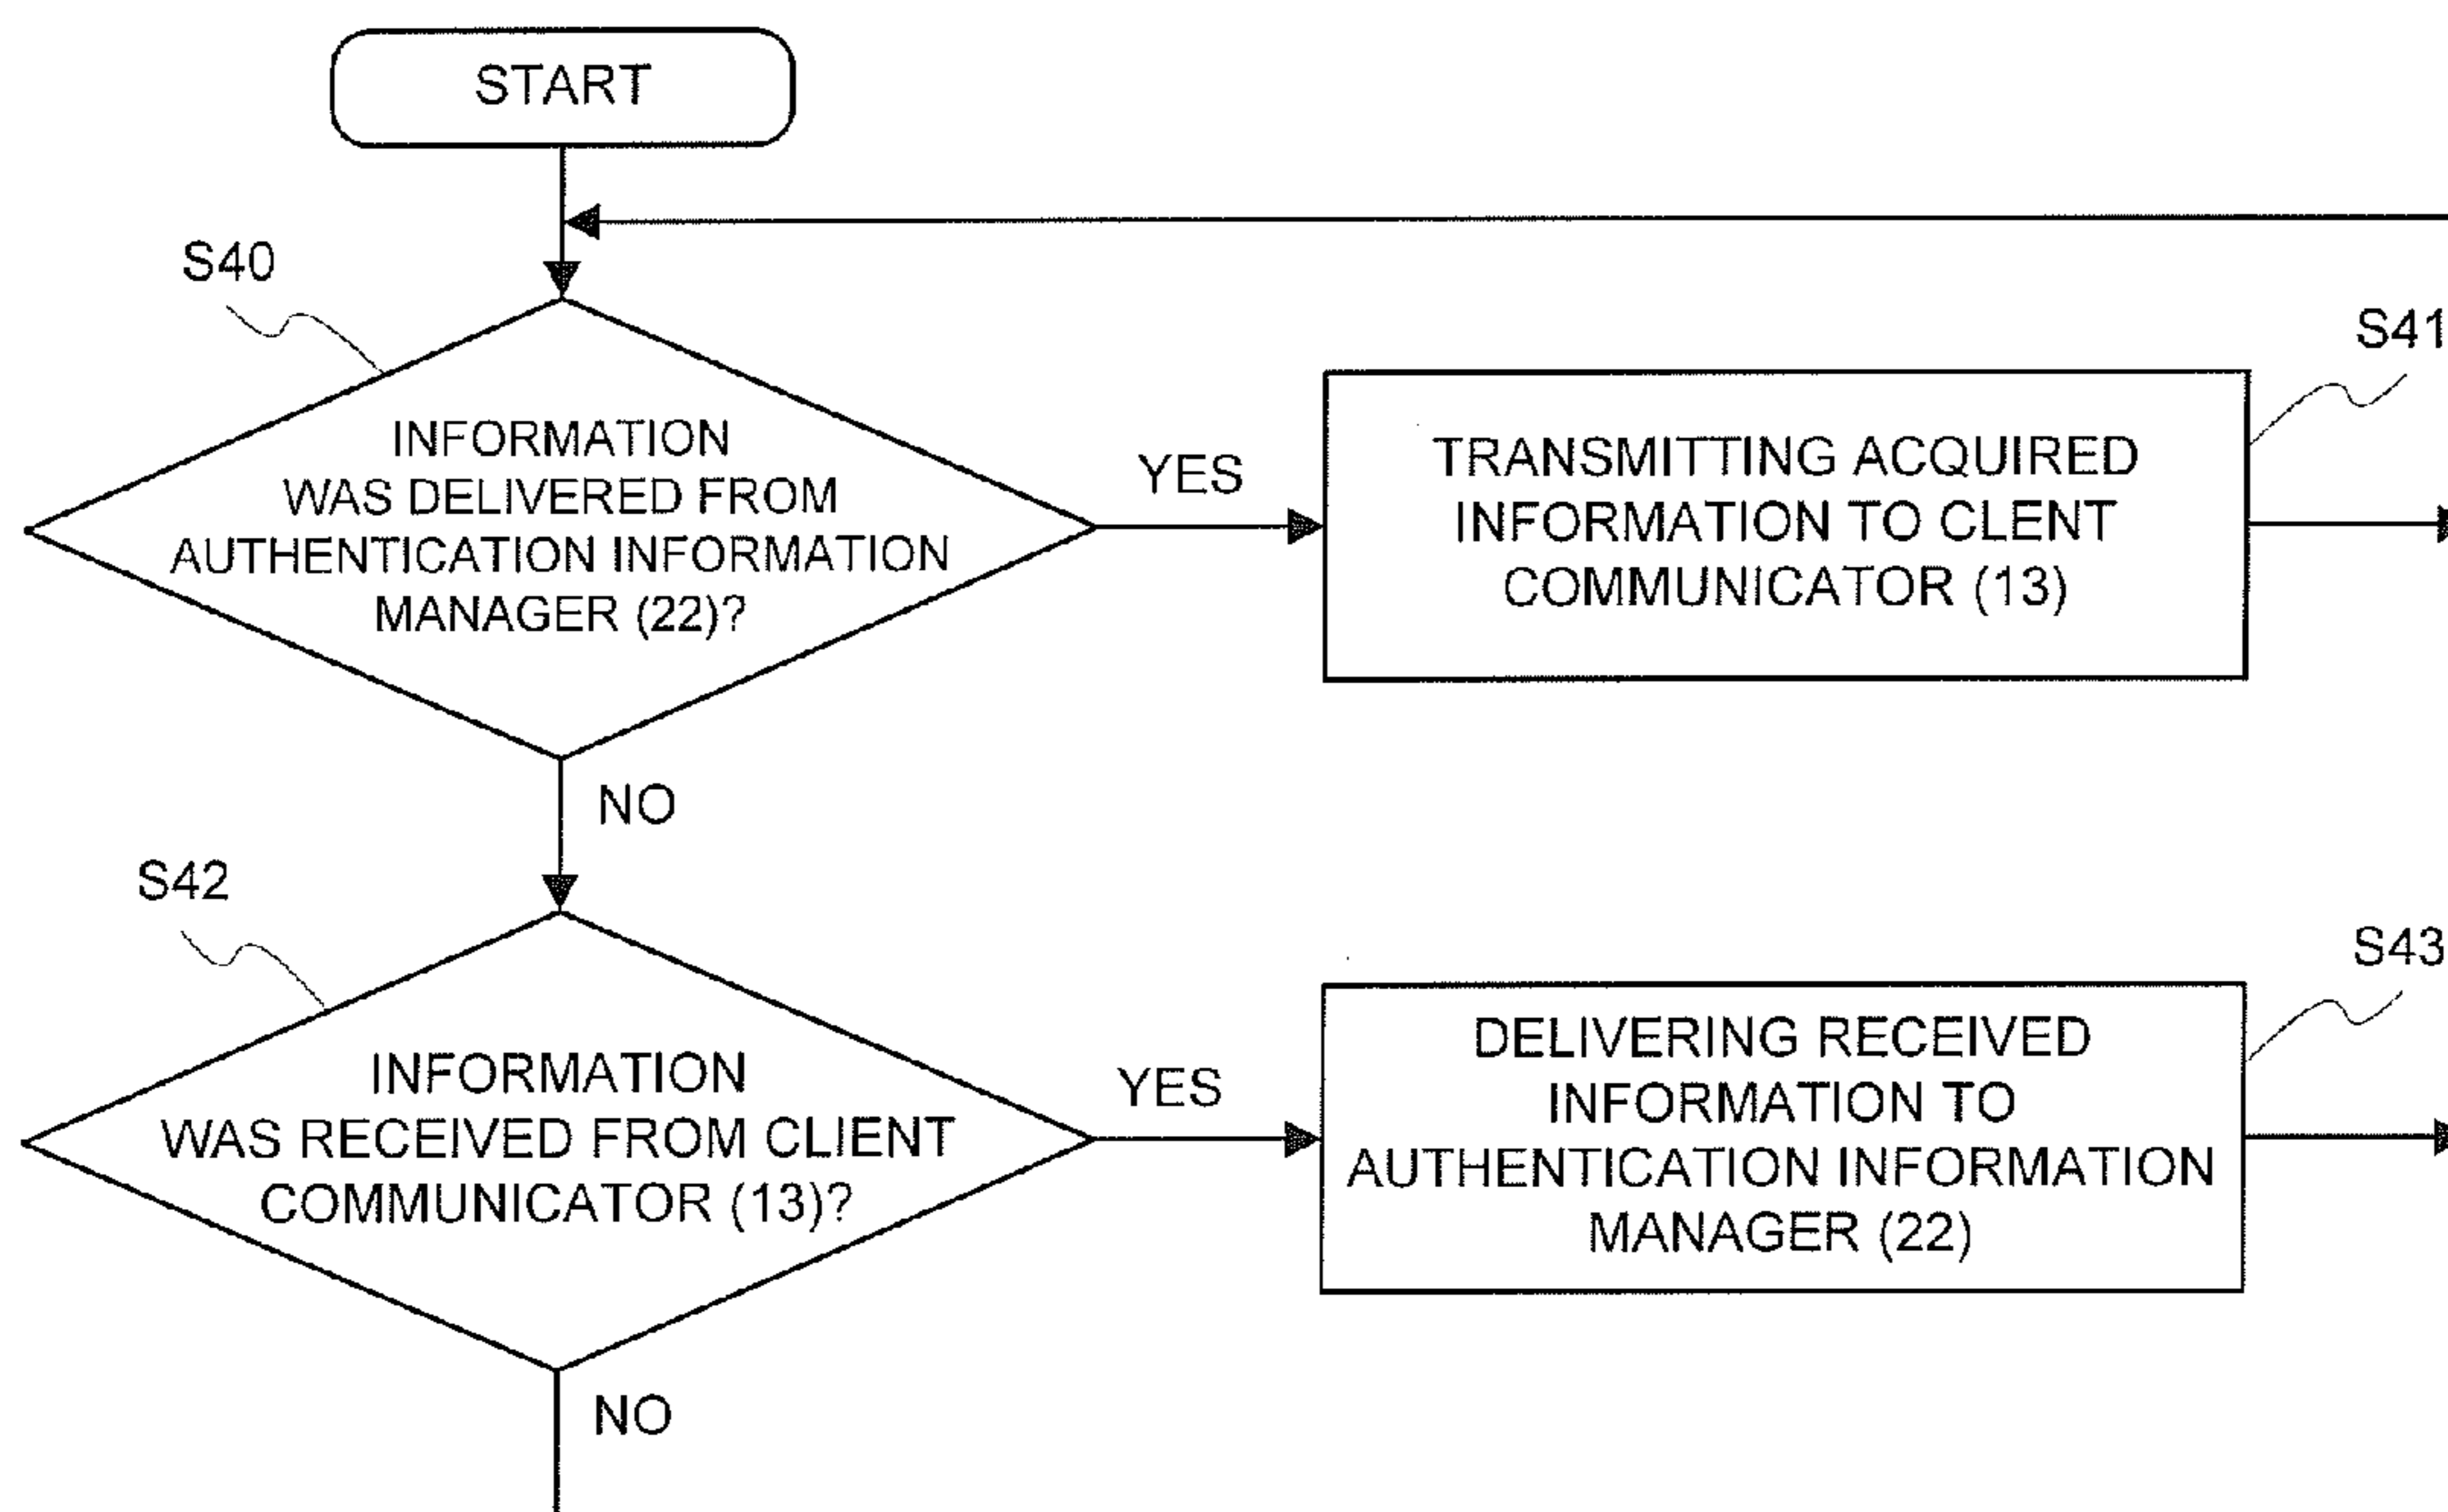 START
S40
INFORMATION
WAS DELIVERED FROM
AUTHENTICATION INFORMATION
MANAGER (22)?
YES
S41
TRANSMITTING ACQUIRED
INFORMATION TO CLENT
COMMUNICATOR (13)
NO
S42
INFORMATION
WAS RECEIVED FROM CLIENT
COMMUNICATOR (13)?
YES
S43
DELIVERING RECEIVED
INFORMATION TO
AUTHENTICATION INFORMATION
MANAGER (22)
NO